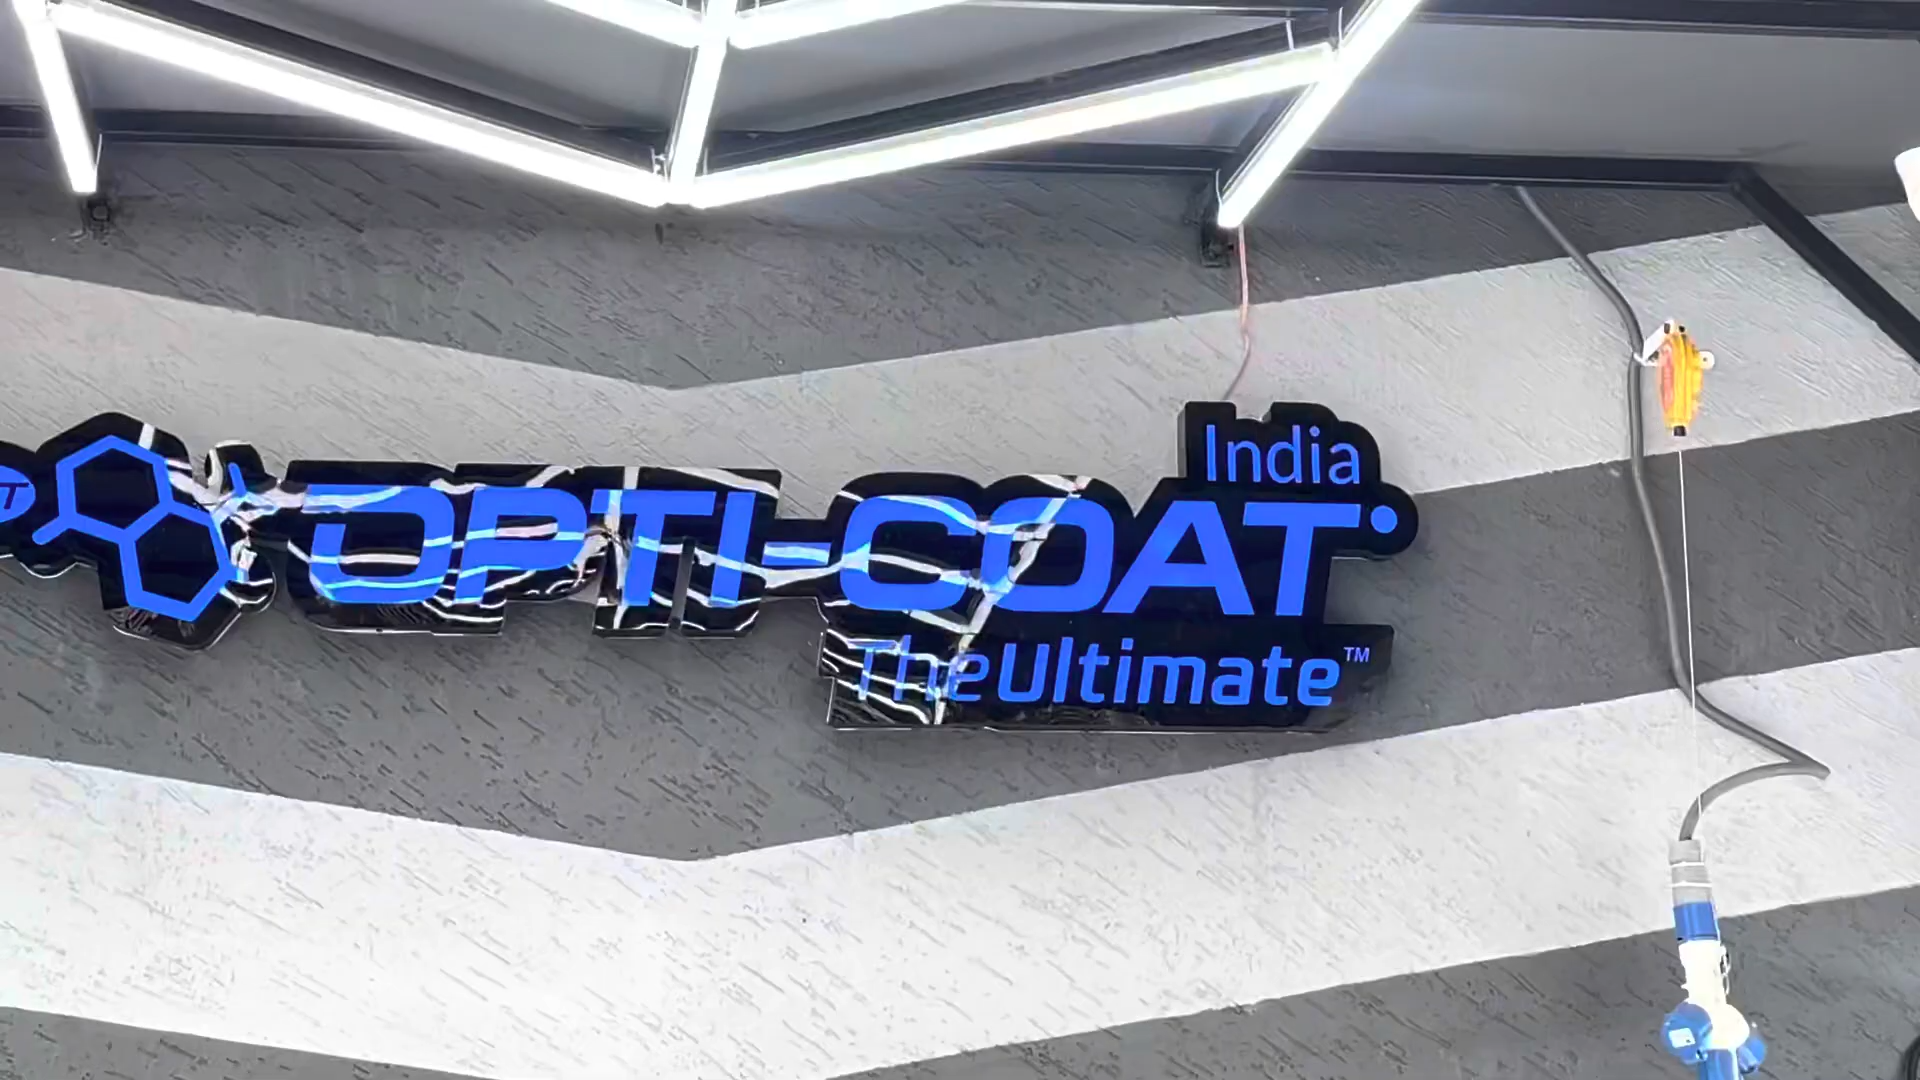 India
OPTI-COAT
The Ultimate™